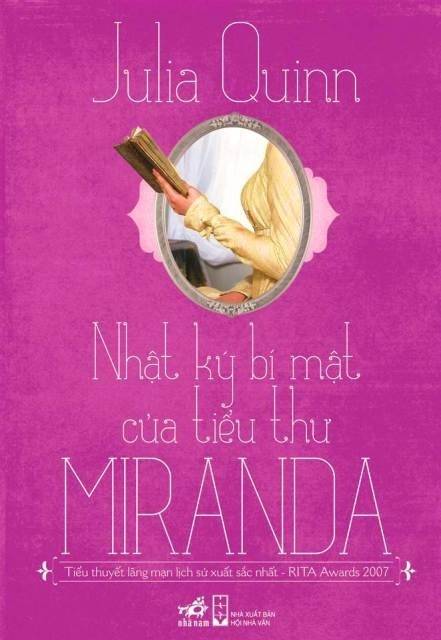 Julia Quinn
Nhật ký bí mật
của tiểu thư
MIRANDA
Tiểu thuyết lãng mạn lịch sử xuất sắc nhất - RITA Awards 2007
nhã nam
NHÀ XUẤT BẢN
HỘI NHÀ VĂN